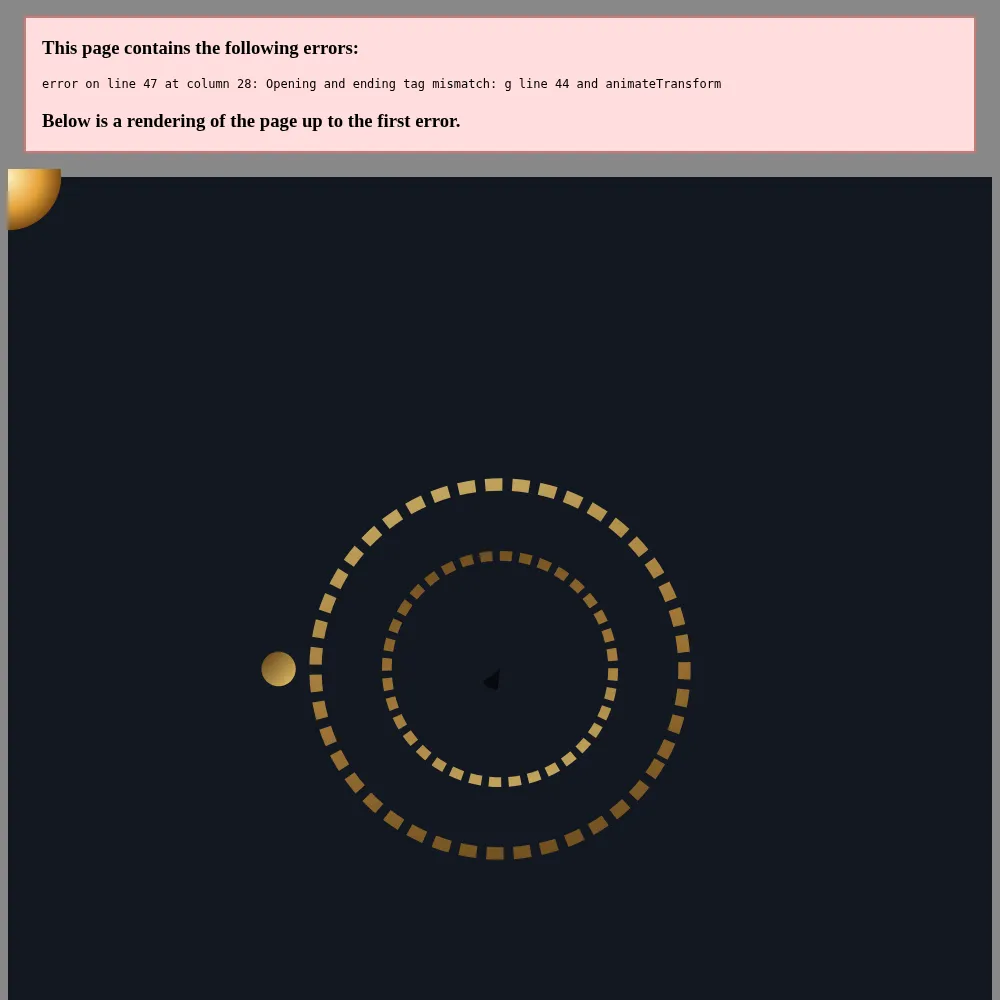 This page contains the following errors:
error on line 47 at column 28: Opening and ending tag mismatch: g line 44 and animateTransform
Below is a rendering of the page up to the first error.